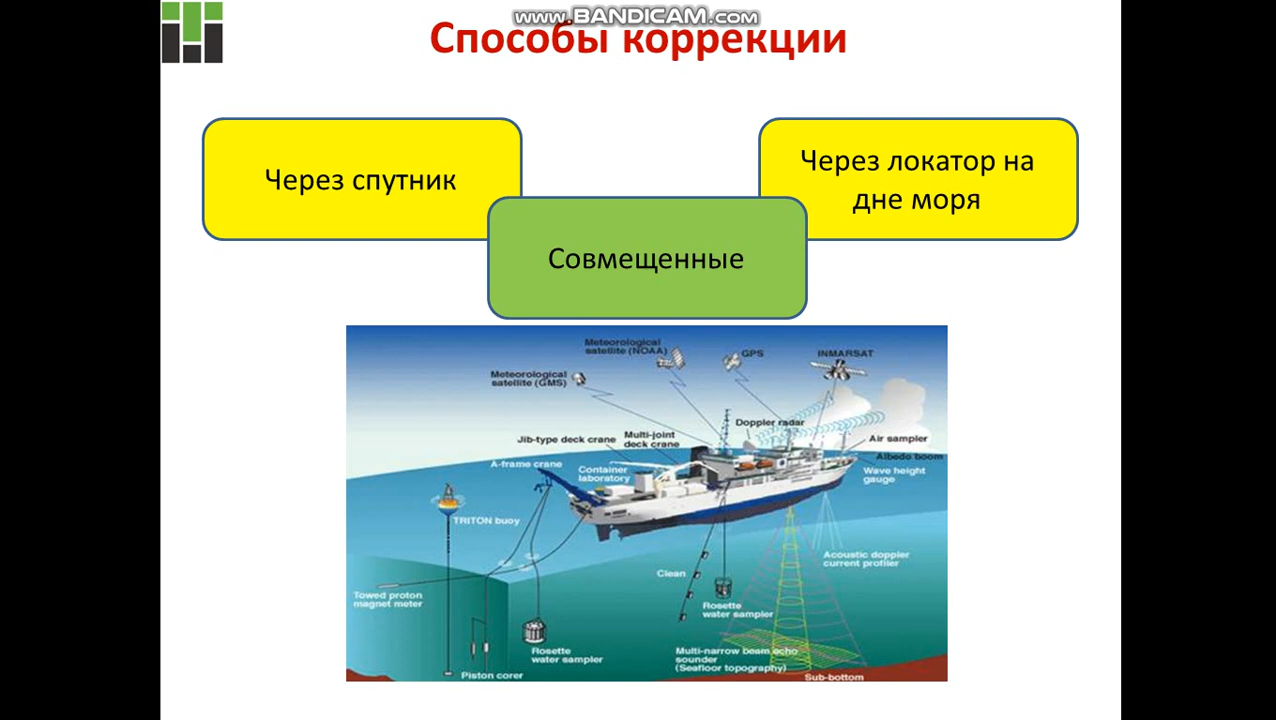 www.BANDICAM.com
Способы коррекции
Через спутник
Через локатор на
дне моря
Совмещенные
Meteorological
satellite (NOAA)
GPS
INMARSAT
Meteorological
satellite (GMS)
Doppler radar
Jib-type deck crane
Multi-joint
deck crane
Air sampler
Albedo boom
A-frame crane
Container
laboratory
Wave height
gauge
TRITON buoy
Acoustic doppler
current profiler
Clean
Towed proton
magnet meter
Rosette
water sampler
Rosette
water sampler
Multi-narrow beam echo
sounder
(Seafloor topography)
Piston corer
Sub-bottom